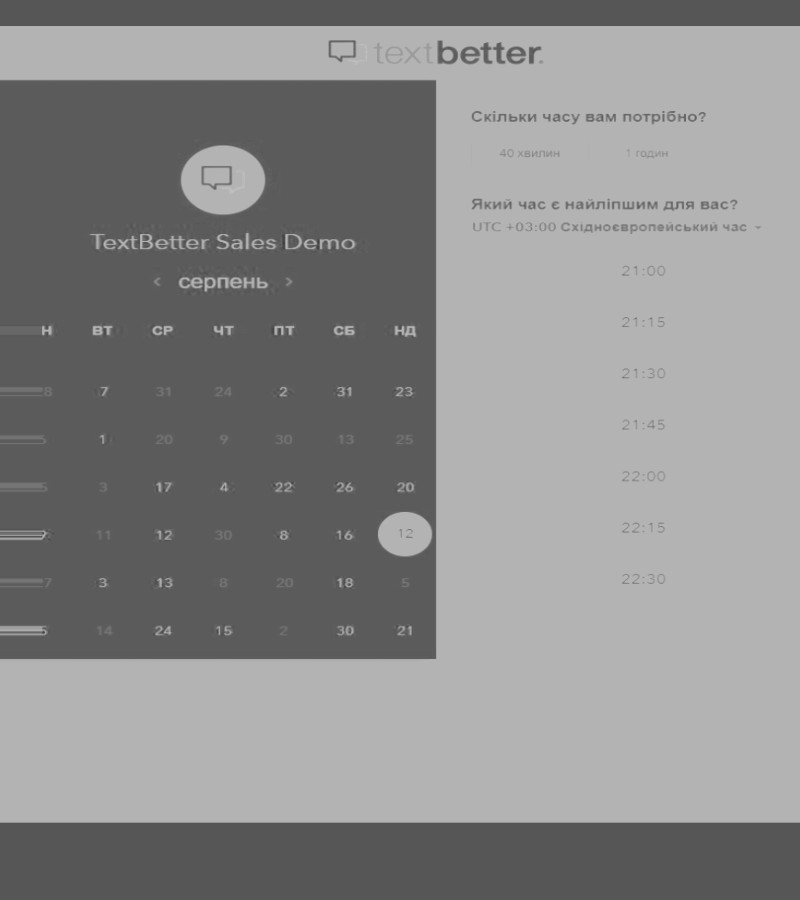 textbetter.
TextBetter Sales Demo
‹ серпень ›
Н ВТ СР ЧТ ПТ СБ НД
8 7 31 24 2 31 23
1 20 9 30 13 25
3 17 4 22 26 20
11 12 30 8 16 12
7 3 13 8 20 18 5
5 14 24 15 2 30 21
Скільки часу вам потрібно?
40 хвилин 1 годин
Який час є найліпшим для вас?
UTC +03:00 Східноєвропейський час
21:00
21:15
21:30
21:45
22:00
22:15
22:30